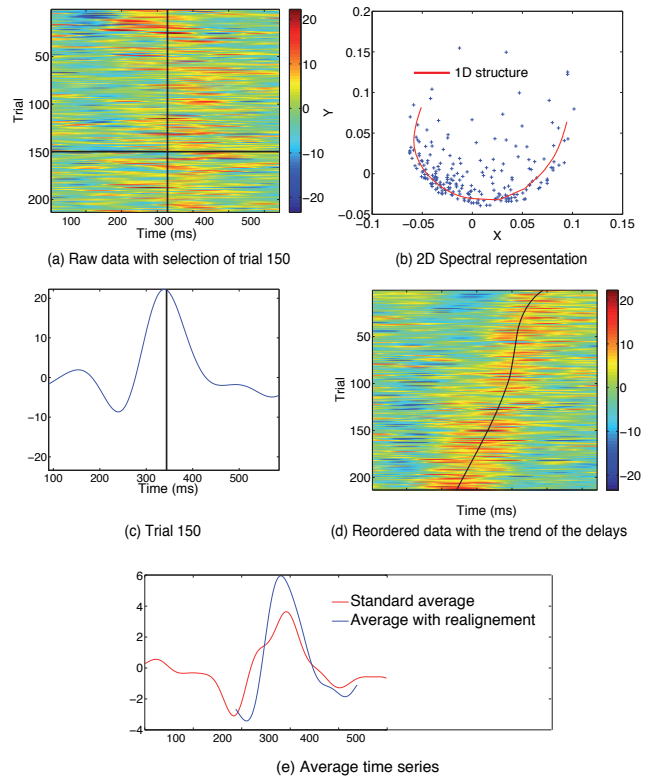 0
50
100
150
200
Trial
100 200 300 400 500
Time (ms)
20
10
0
−10
−20
Y
(a) Raw data with selection of trial 150
0.2
0.15
0.1
0.05
0
−0.05
−0.1 −0.05 0 0.05 0.1 0.15
X
1D structure
(b) 2D Spectral representation
20
10
0
−10
−20
100 200 300 400 500
Time (ms)
(c) Trial 150
50
100
150
200
Trial
20
10
0
−10
−20
Time (ms)
(d) Reordered data with the trend of the delays
6
4
2
0
−2
−4
100 200 300 400 500
Standard average
Average with realignment
(e) Average time series